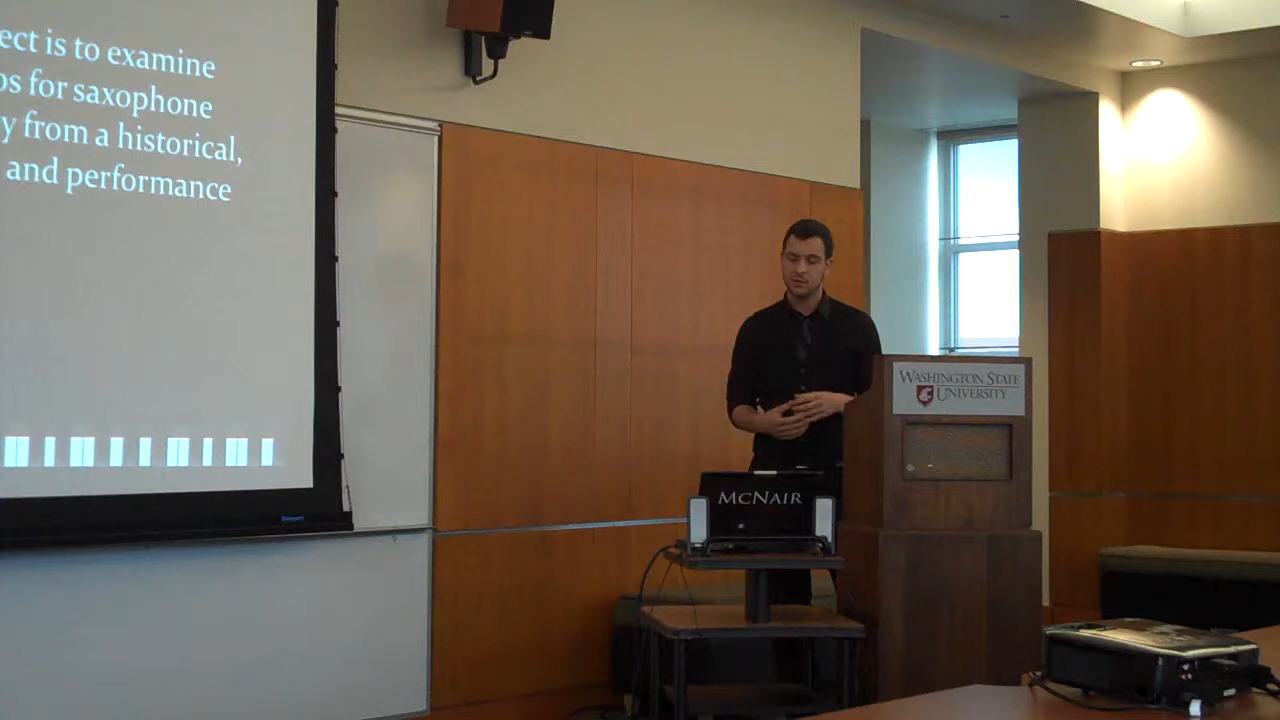 ect is to examine
os for saxophone
y from a historical,
and performance
WASHINGTON STATE
UNIVERSITY
MCNAIR